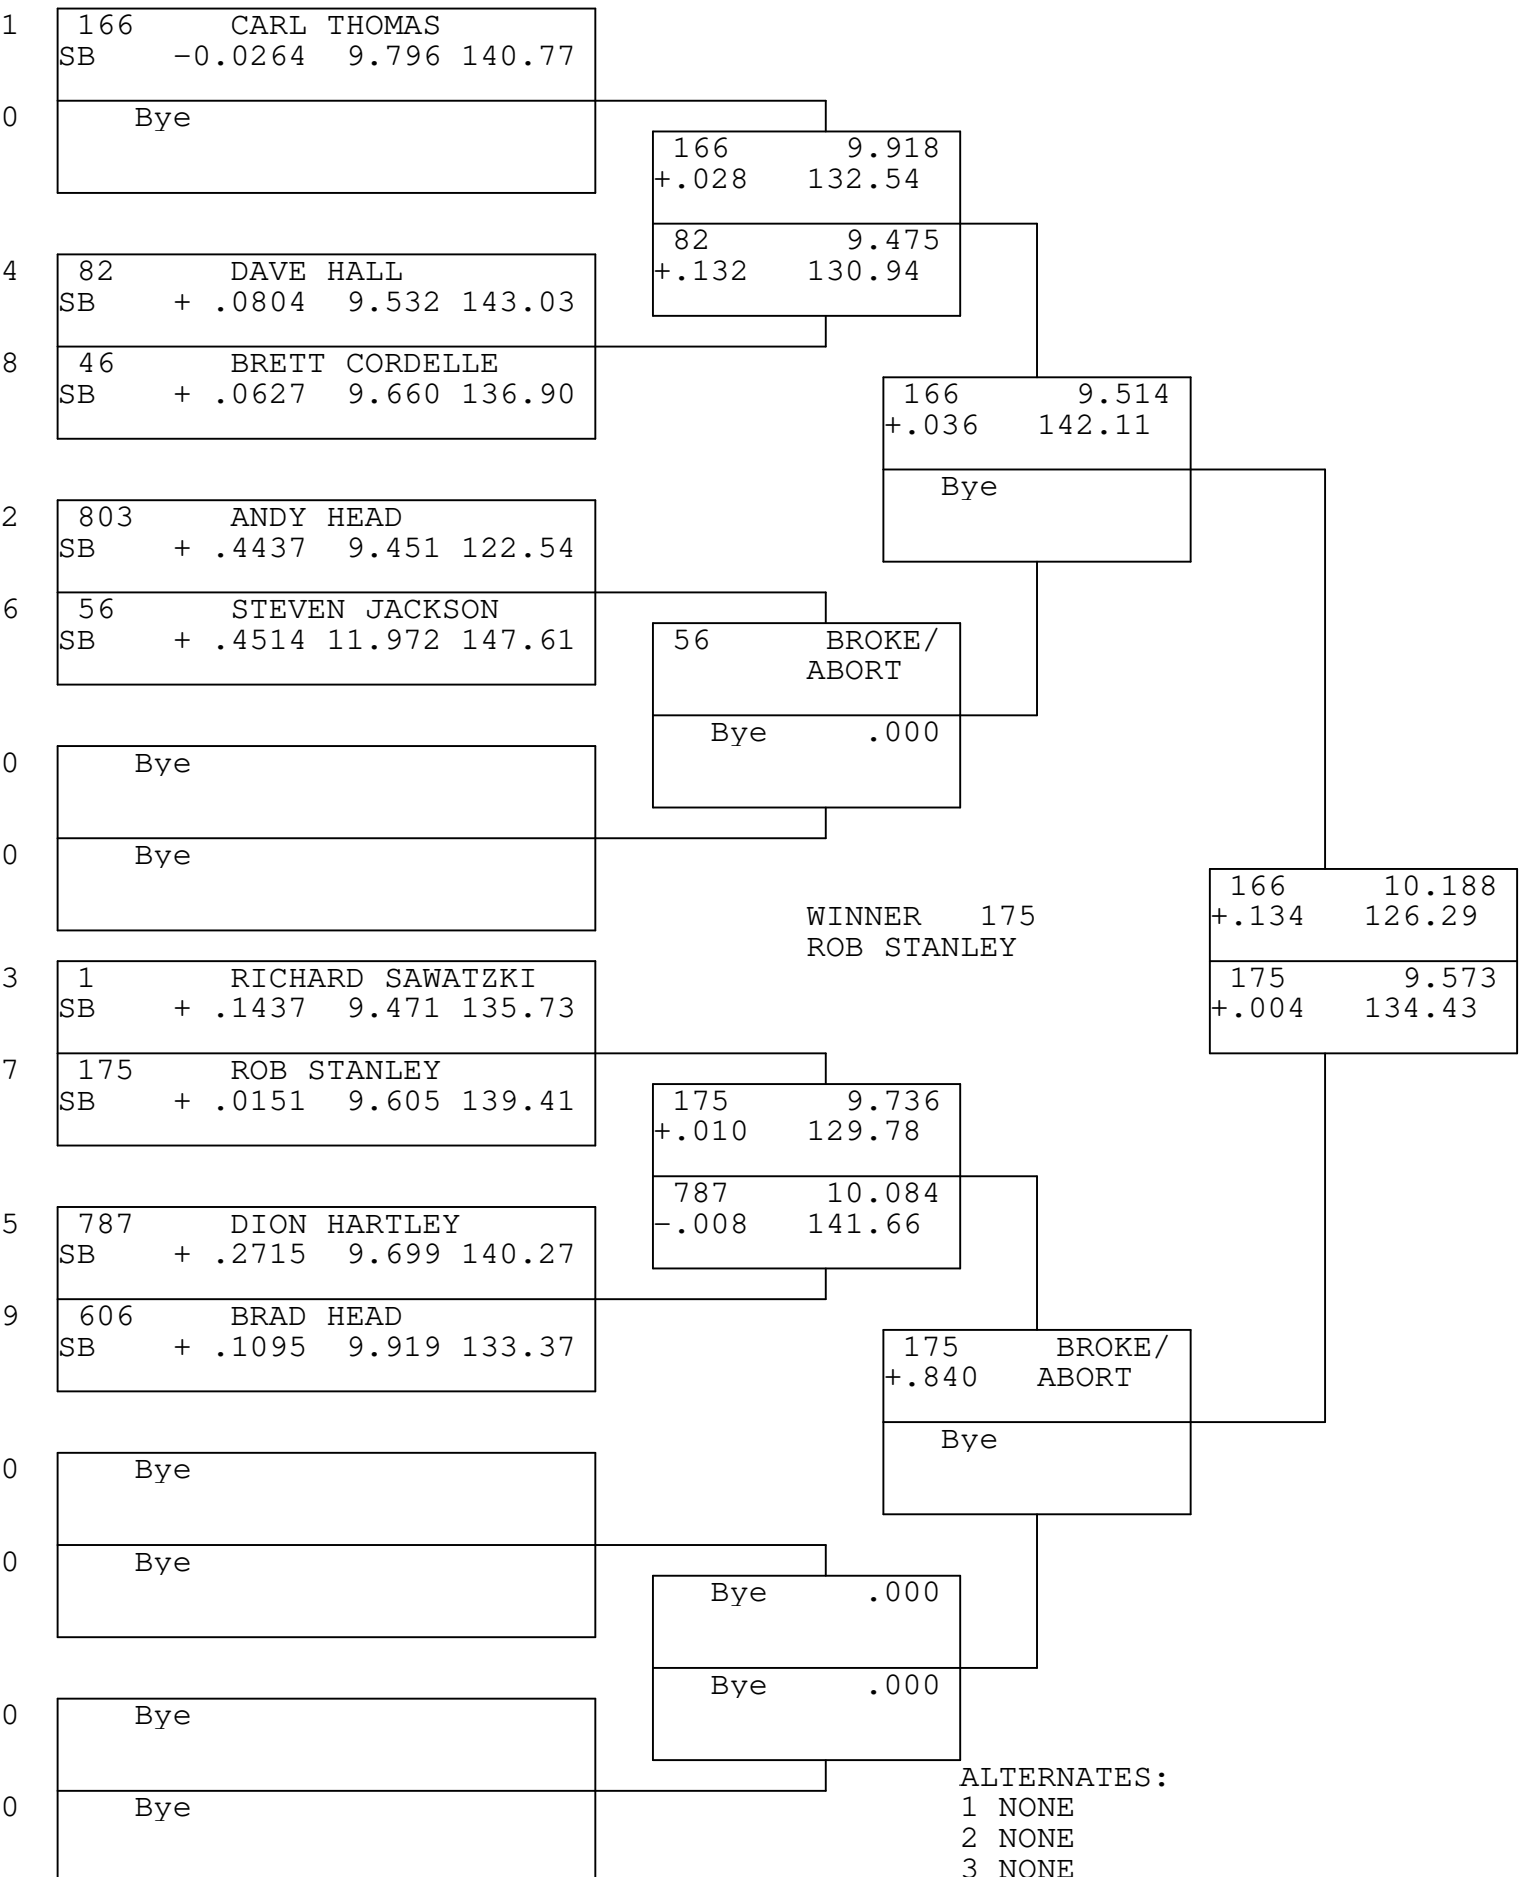 1 166 CARL THOMAS
SB -0.0264 9.796 140.77
0 Bye
166 9.918
+.028 132.54
82 9.475
+.132 130.94
4 82 DAVE HALL
SB + .0804 9.532 143.03
8 46 BRETT CORDELLE
SB + .0627 9.660 136.90
166 9.514
+.036 142.11
Bye
2 803 ANDY HEAD
SB + .4437 9.451 122.54
6 56 STEVEN JACKSON
SB + .4514 11.972 147.61
56 BROKE/
ABORT
Bye .000
0 Bye
0 Bye
166 10.188
+.134 126.29
175 9.573
+.004 134.43
WINNER 175
ROB STANLEY
3 1 RICHARD SAWATZKI
SB + .1437 9.471 135.73
7 175 ROB STANLEY
SB + .0151 9.605 139.41
175 9.736
+.010 129.78
787 10.084
-.008 141.66
5 787 DION HARTLEY
SB + .2715 9.699 140.27
9 606 BRAD HEAD
SB + .1095 9.919 133.37
175 BROKE/
+.840 ABORT
Bye
0 Bye
0 Bye
Bye .000
Bye .000
0 Bye
0 Bye
ALTERNATES:
1 NONE
2 NONE
3 NONE